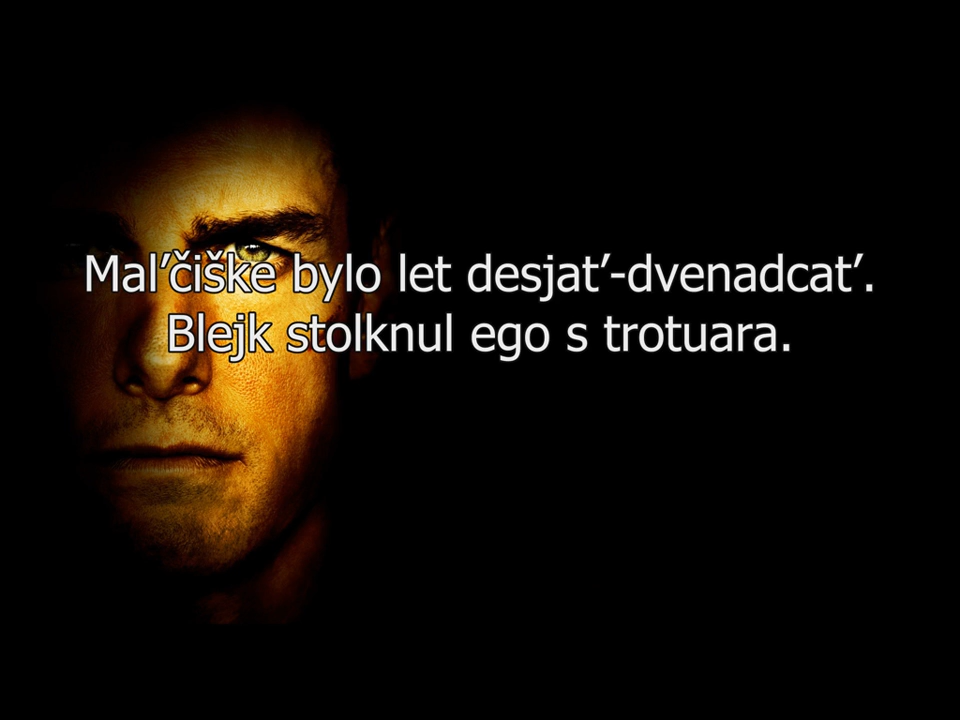 Mal’čiške bylo let desjat’-dvenadcat’.
Blejk stolknul ego s trotuara.